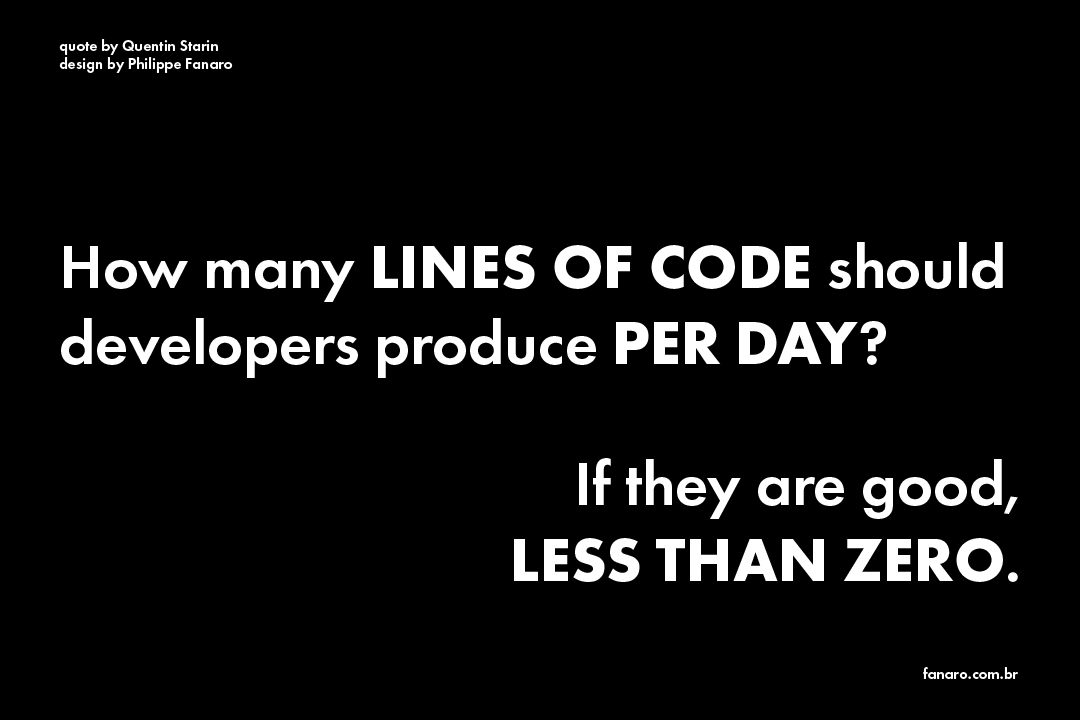 quote by Quentin Starin
design by Philippe Fanaro
How many LINES OF CODE should
developers produce PER DAY?
If they are good,
LESS THAN ZERO.
fanaro.com.br